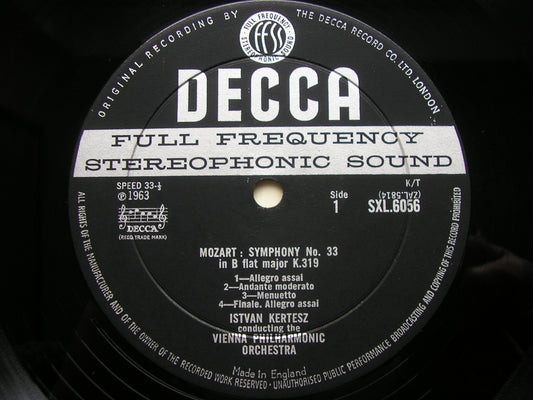 ORIGINAL RECORDING BY THE DECCA RECORD CO. LTD. LONDON
FULL FREQUENCY
ffss
STEREOPHONIC SOUND
DECCA
FULL FREQUENCY
STEREOPHONIC SOUND
SPEED 33⅓
℗1963
DECCA
(REGD. TRADE MARK)
Side
1
K/T
(ZAL.5814)
SXL.6056
MOZART : SYMPHONY No. 33
in B flat major K.319
1—Allegro assai
2—Andante moderato
3—Menuetto
4—Finale. Allegro assai
ISTVAN KERTESZ
conducting the
VIENNA PHILHARMONIC
ORCHESTRA
Made in England
ALL RIGHTS OF THE MANUFACTURER AND OF THE OWNER OF THE RECORDED WORK RESERVED · UNAUTHORISED PUBLIC PERFORMANCE BROADCASTING AND COPYING OF THIS RECORD PROHIBITED